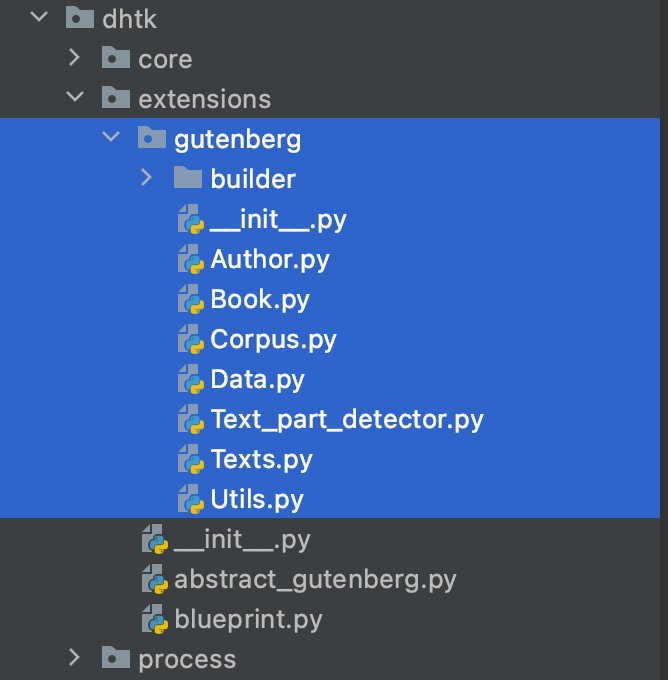 dhtk
core
extensions
gutenberg
builder
__init__.py
Author.py
Book.py
Corpus.py
Data.py
Text_part_detector.py
Texts.py
Utils.py
__init__.py
abstract_gutenberg.py
blueprint.py
process